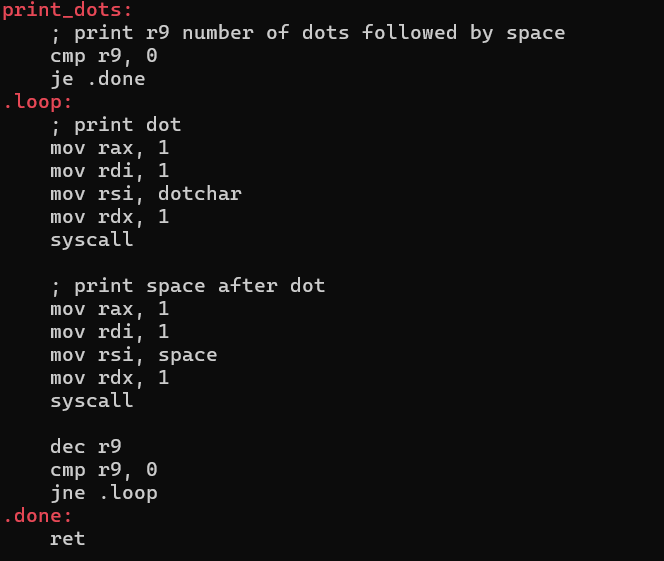 print_dots:
    ; print r9 number of dots followed by space
    cmp r9, 0
    je .done
.loop:
    ; print dot
    mov rax, 1
    mov rdi, 1
    mov rsi, dotchar
    mov rdx, 1
    syscall

    ; print space after dot
    mov rax, 1
    mov rdi, 1
    mov rsi, space
    mov rdx, 1
    syscall

    dec r9
    cmp r9, 0
    jne .loop
.done:
    ret